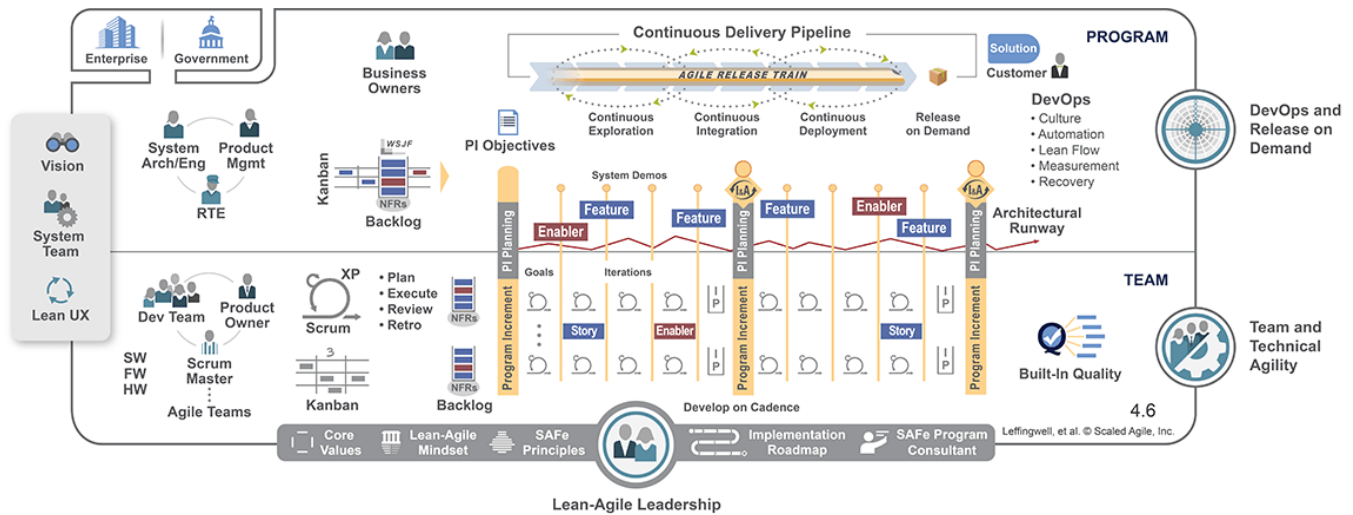 Enterprise
Government
Business
Owners
Continuous Delivery Pipeline
AGILE RELEASE TRAIN
Continuous
Exploration
Continuous
Integration
Continuous
Deployment
Release
on Demand
Solution
Customer
PROGRAM
DevOps
• Culture
• Automation
• Lean Flow
• Measurement
• Recovery
DevOps and
Release on
Demand
Vision
System
Team
Lean UX
System
Arch/Eng
Product
Mgmt
RTE
Kanban
WSJF
NFRs
Backlog
PI Objectives
System Demos
PI Planning
Enabler
Feature
Feature
I&A
PI Planning
Feature
Enabler
Feature
I&A
PI Planning
Architectural
Runway
TEAM
Dev Team
Product
Owner
Scrum
Master
Agile Teams
SW
FW
HW
XP
Scrum
• Plan
• Execute
• Review
• Retro
3
Kanban
NFRs
NFRs
Backlog
Program Increment
Goals
Iterations
Story
Enabler
I P
I P
Program Increment
Story
I P
I P
Program Increment
Develop on Cadence
Built-In Quality
Team and
Technical
Agility
4.6
Leffingwell, et al. © Scaled Agile, Inc.
Core
Values
Lean-Agile
Mindset
SAFe
Principles
Implementation
Roadmap
SAFe Program
Consultant
Lean-Agile Leadership